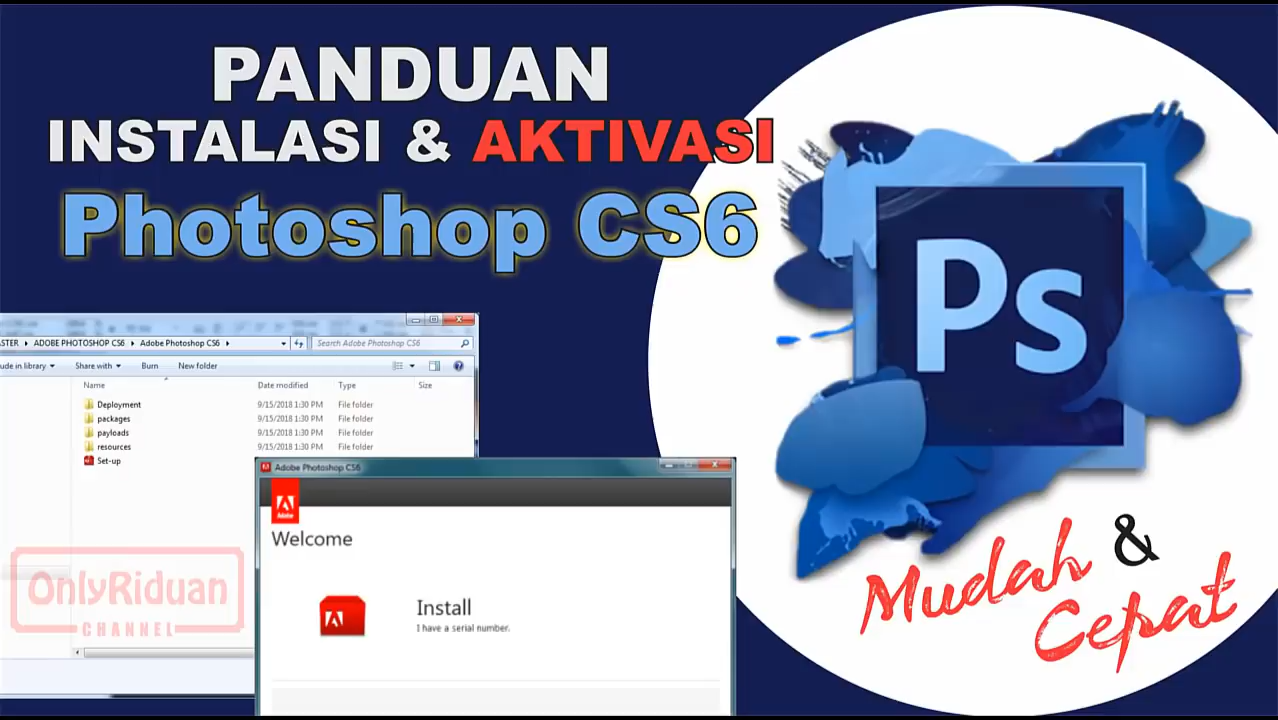 PANDUAN
INSTALASI & AKTIVASI
Photoshop CS6
Ps
ASTER ▸ ADOBE PHOTOSHOP CS6 ▸ Adobe Photoshop CS6 ▸
Search Adobe Photoshop CS6
ude in library Share with Burn New folder
Name Date modified Type Size
Deployment 9/15/2018 1:30 PM File folder
packages 9/15/2018 1:30 PM File folder
payloads 9/15/2018 1:30 PM File folder
resources 9/15/2018 1:30 PM File folder
Set-up
Adobe Photoshop CS6
Adobe
Welcome
Install
I have a serial number.
OnlyRiduan
CHANNEL
Mudah &
Cepat